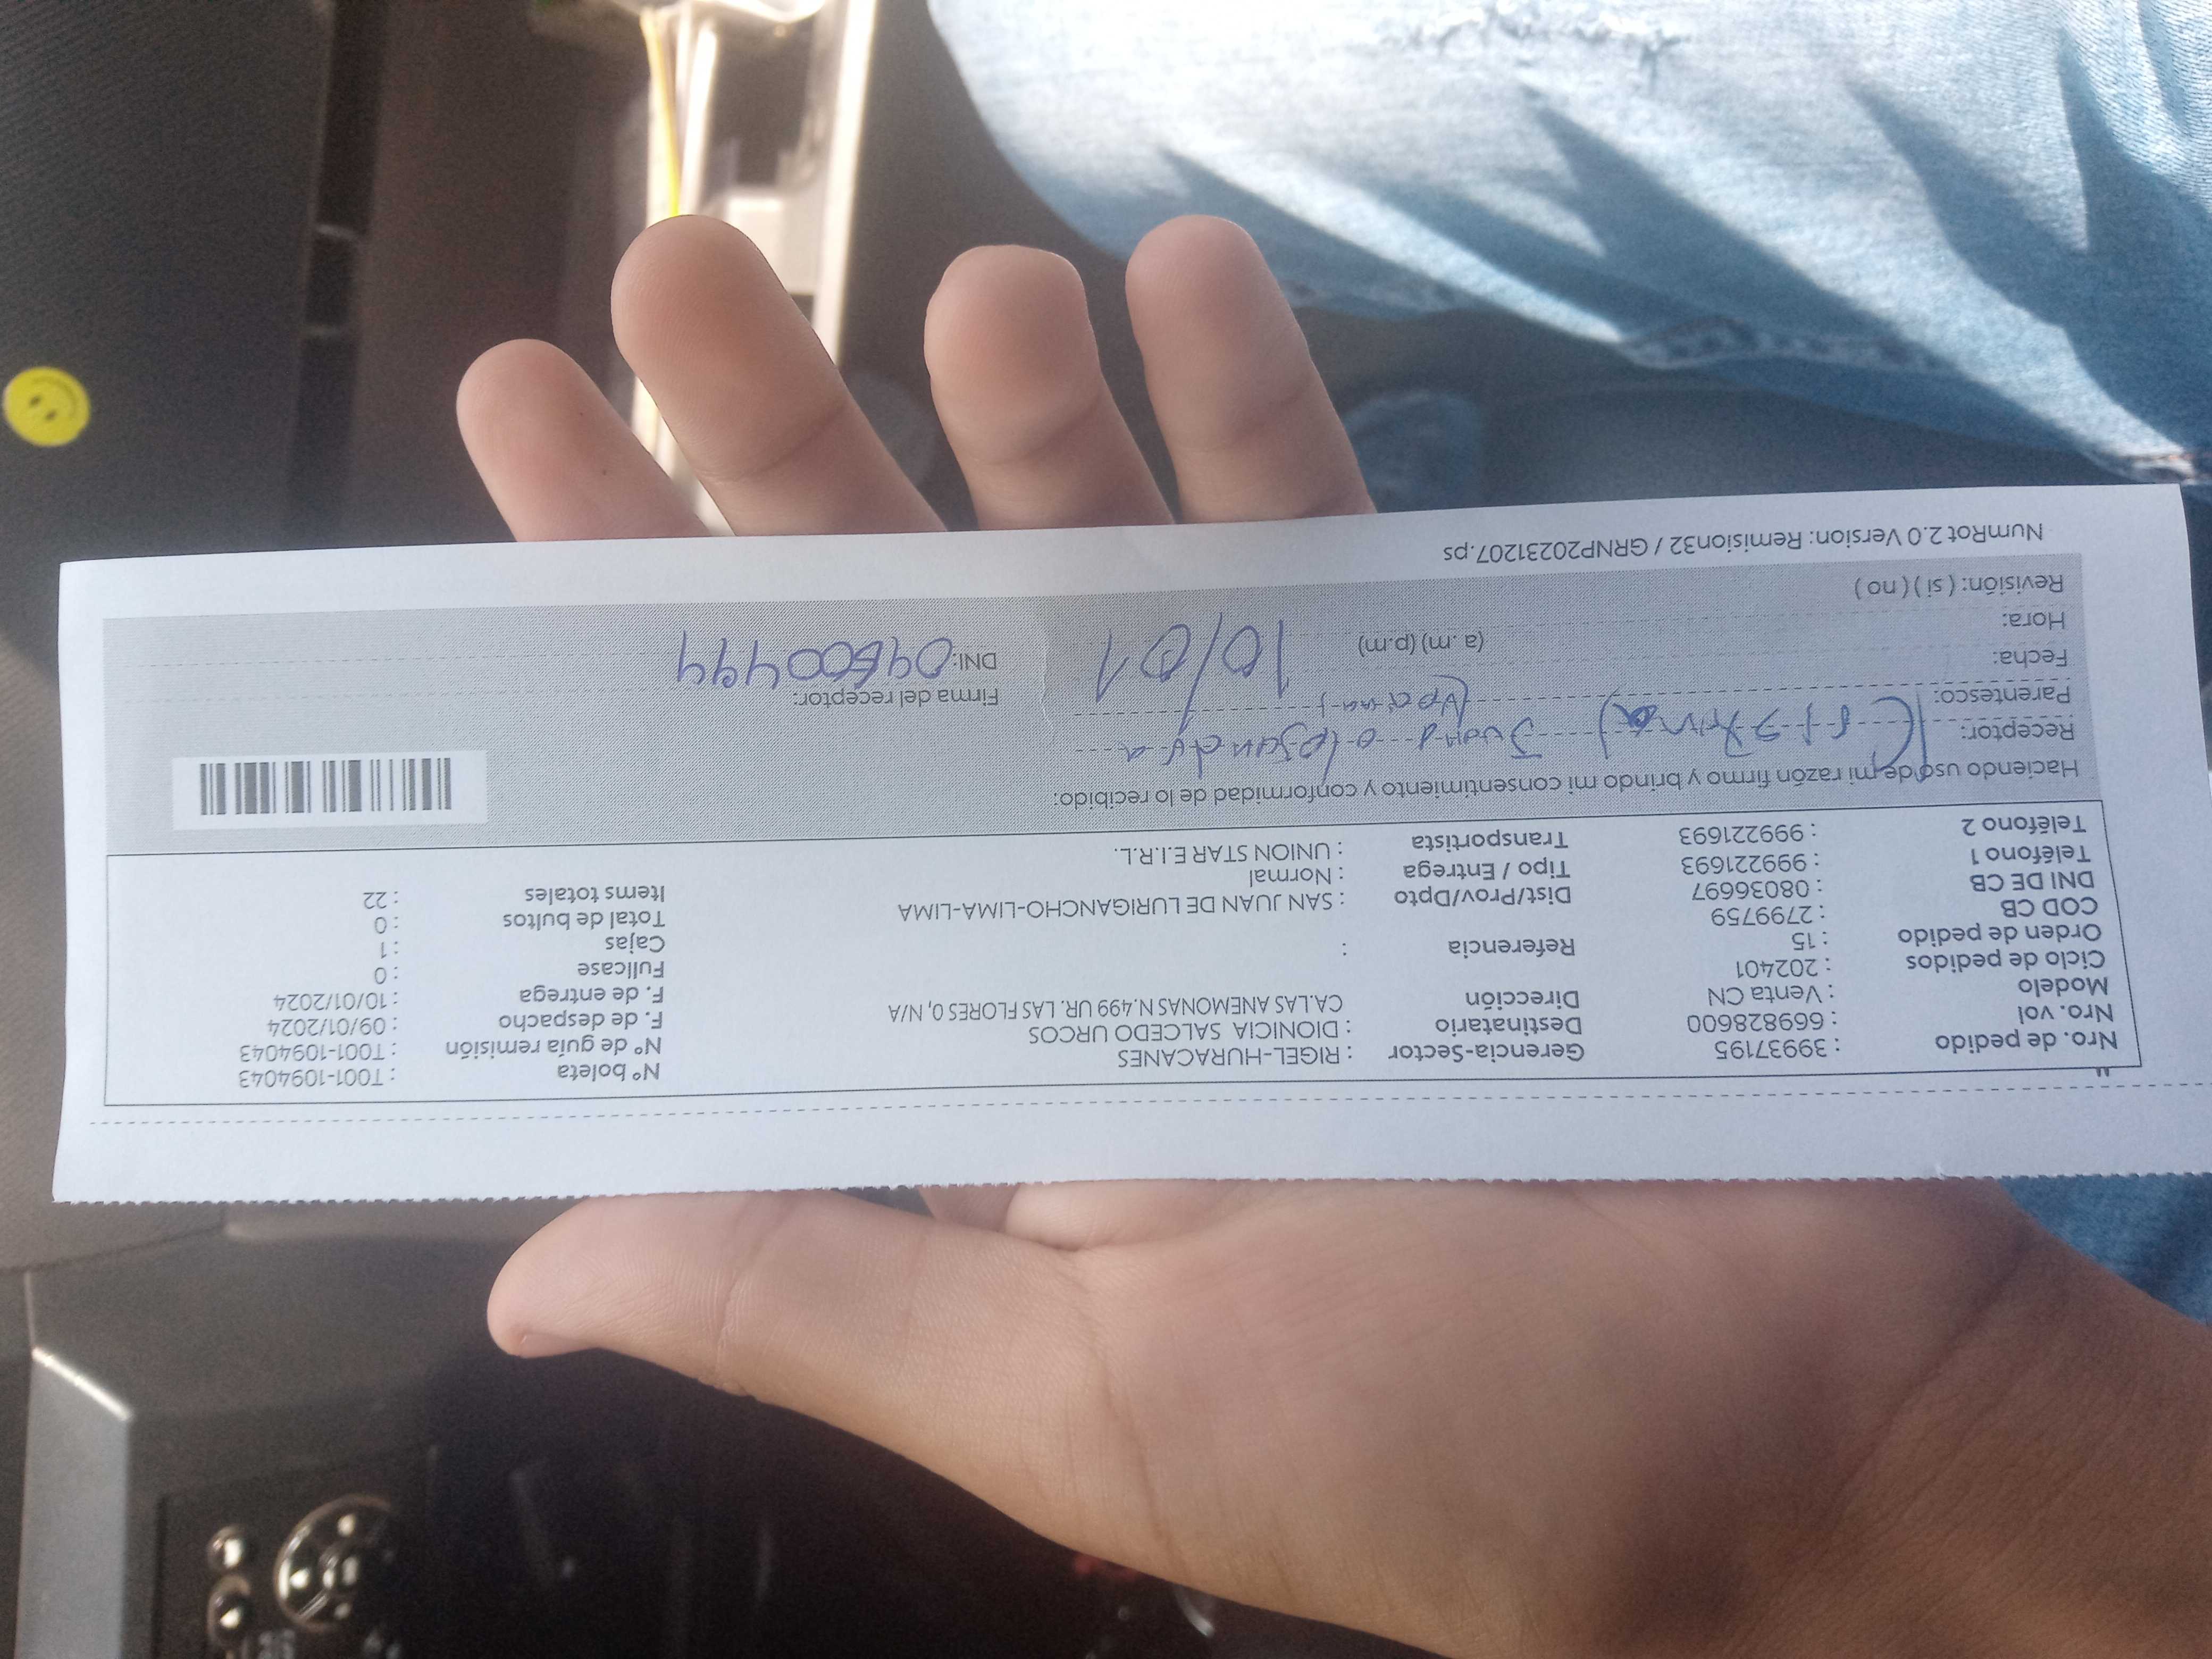 Nro. de pedido : 39937195 Gerencia-Sector : RIGEL-HURACANES N° boleta : T001-1094043
Nro. vol : 669828600 Destinatario : DIONICIA SALCEDO URCOS N° de guía remisión : T001-1094043
Modelo : Venta CN Dirección CA.LAS ANEMONAS N.499 UR. LAS FLORES 0, N/A F. de despacho : 09/01/2024
Ciclo de pedidos : 202401 F. de entrega : 10/01/2024
Orden de pedido : 15 Referencia : Fullcase : 0
COD CB : 2799759 Cajas : 1
DNI DE CB : 08036697 Dist/Prov/Dpto : SAN JUAN DE LURIGANCHO-LIMA-LIMA Total de bultos : 0
Teléfono 1 : 999221693 Tipo / Entrega : Normal Items totales : 22
Teléfono 2 : 999221693 Transportista : UNION STAR E.I.R.L.
Haciendo uso de mi razón firmo y brindo mi consentimiento y conformidad de lo recibido:
Receptor: Juana
Parentesco: Firma del receptor:
Fecha: 10/01 DNI:
Hora: (a. m) (p.m)
Revisión: ( si ) ( no )
NumRot 2.0 Version: Remision32 / GRNP20231207.ps